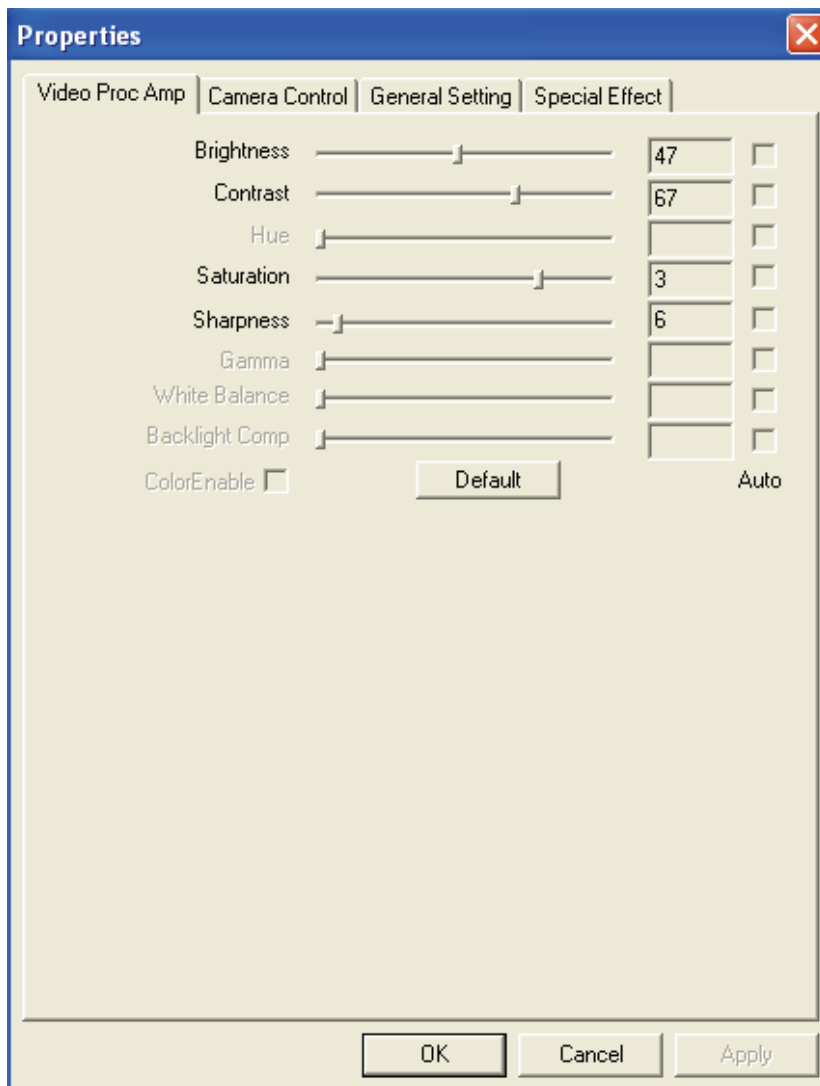 Properties
Video Proc Amp Camera Control General Setting Special Effect
Brightness 47
Contrast 67
Hue
Saturation 3
Sharpness 6
Gamma
White Balance
Backlight Comp
ColorEnable Default Auto
OK Cancel Apply